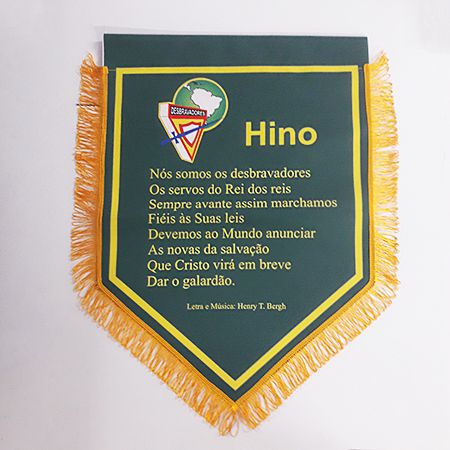 DESBRAVADORES
Hino
Nós somos os desbravadores
Os servos do Rei dos reis
Sempre avante assim marchamos
Fiéis às Suas leis
Devemos ao Mundo anunciar
As novas da salvação
Que Cristo virá em breve
Dar o galardão.
Letra e Música: Henry T. Bergh